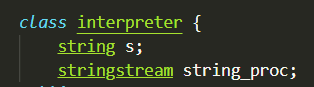 class interpreter {
string s;
stringstream string_proc;